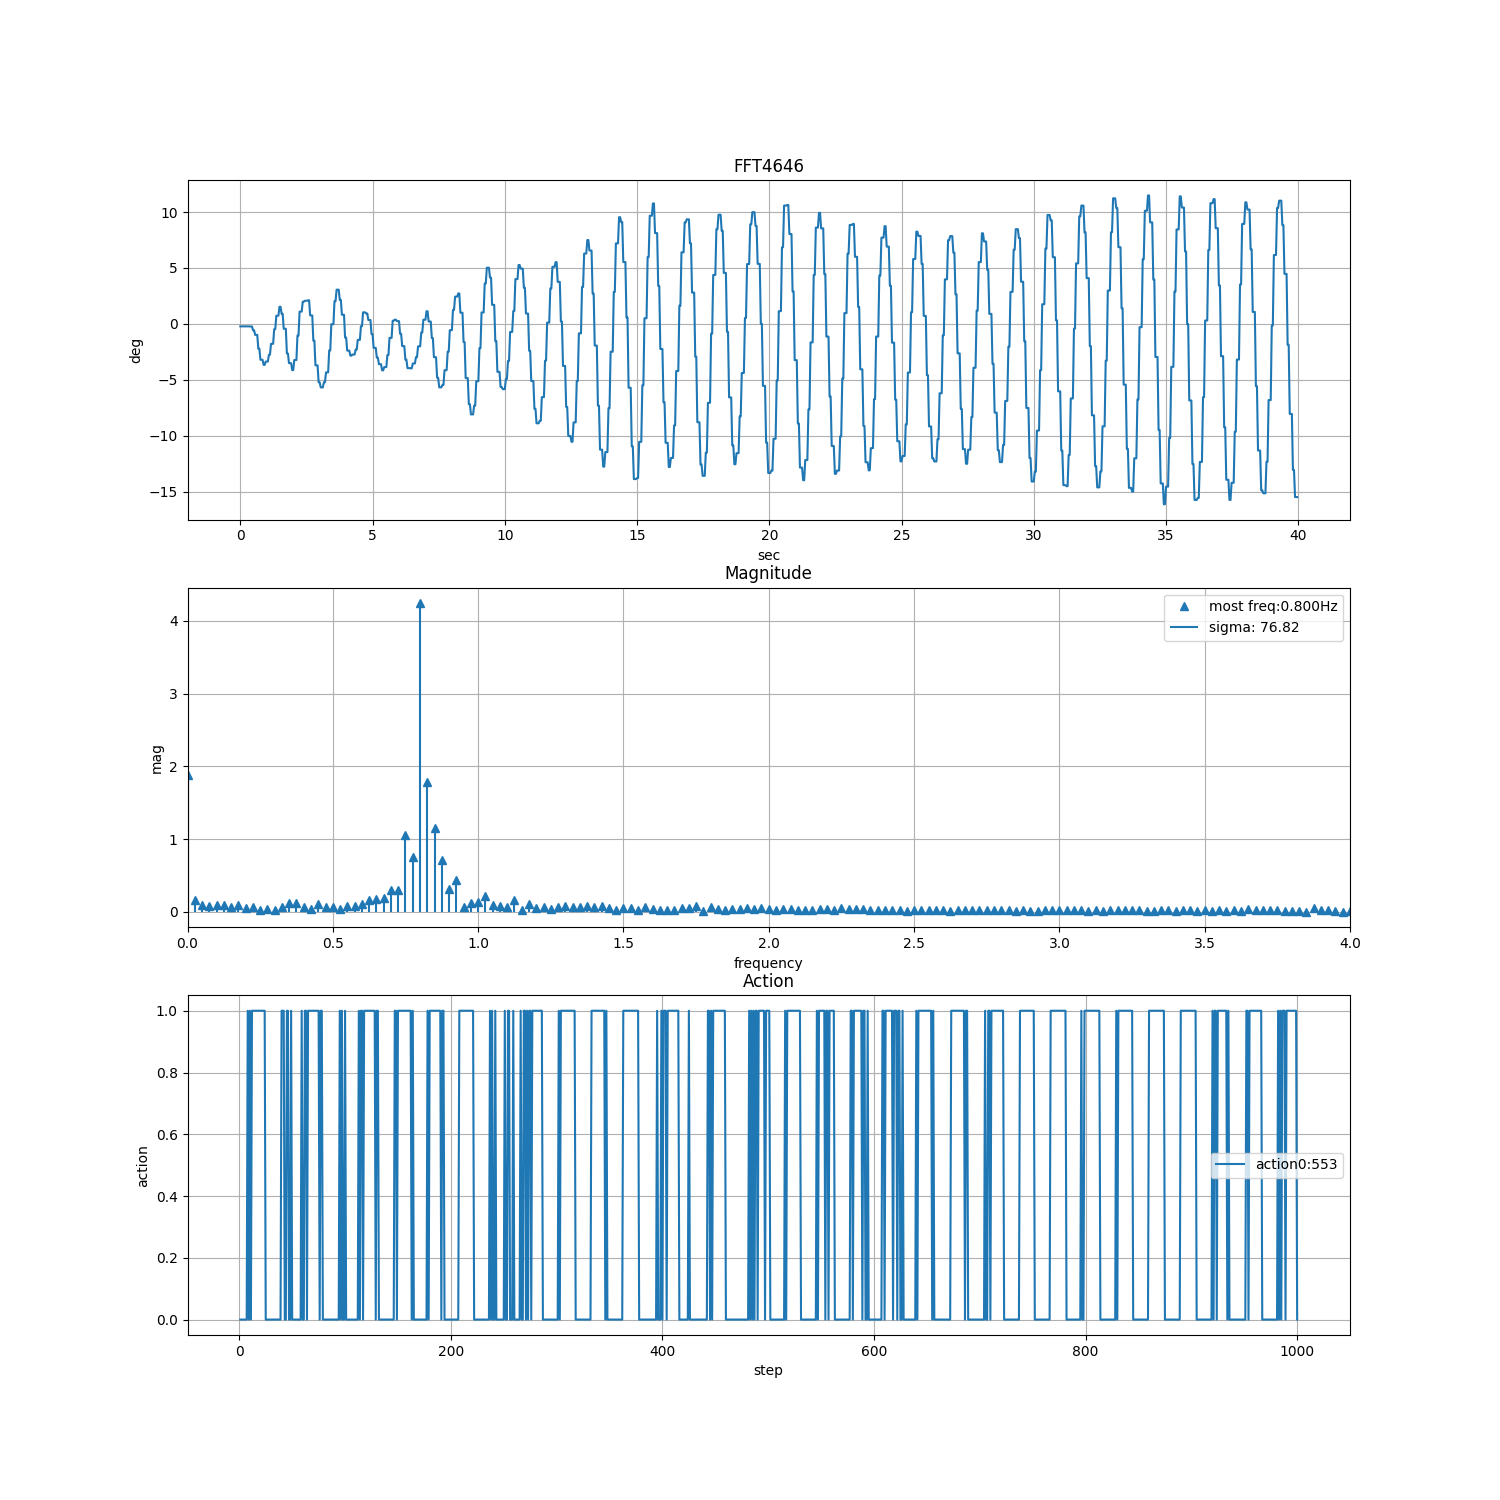 FFT4646
10
5
0
−5
−10
−15
deg
0 5 10 15 20 25 30 35 40
sec
Magnitude
most freq:0.800Hz
sigma: 76.82
4
3
2
1
0
mag
0.0 0.5 1.0 1.5 2.0 2.5 3.0 3.5 4.0
frequency
Action
1.0
0.8
0.6
0.4
0.2
0.0
action
action0:553
0 200 400 600 800 1000
step